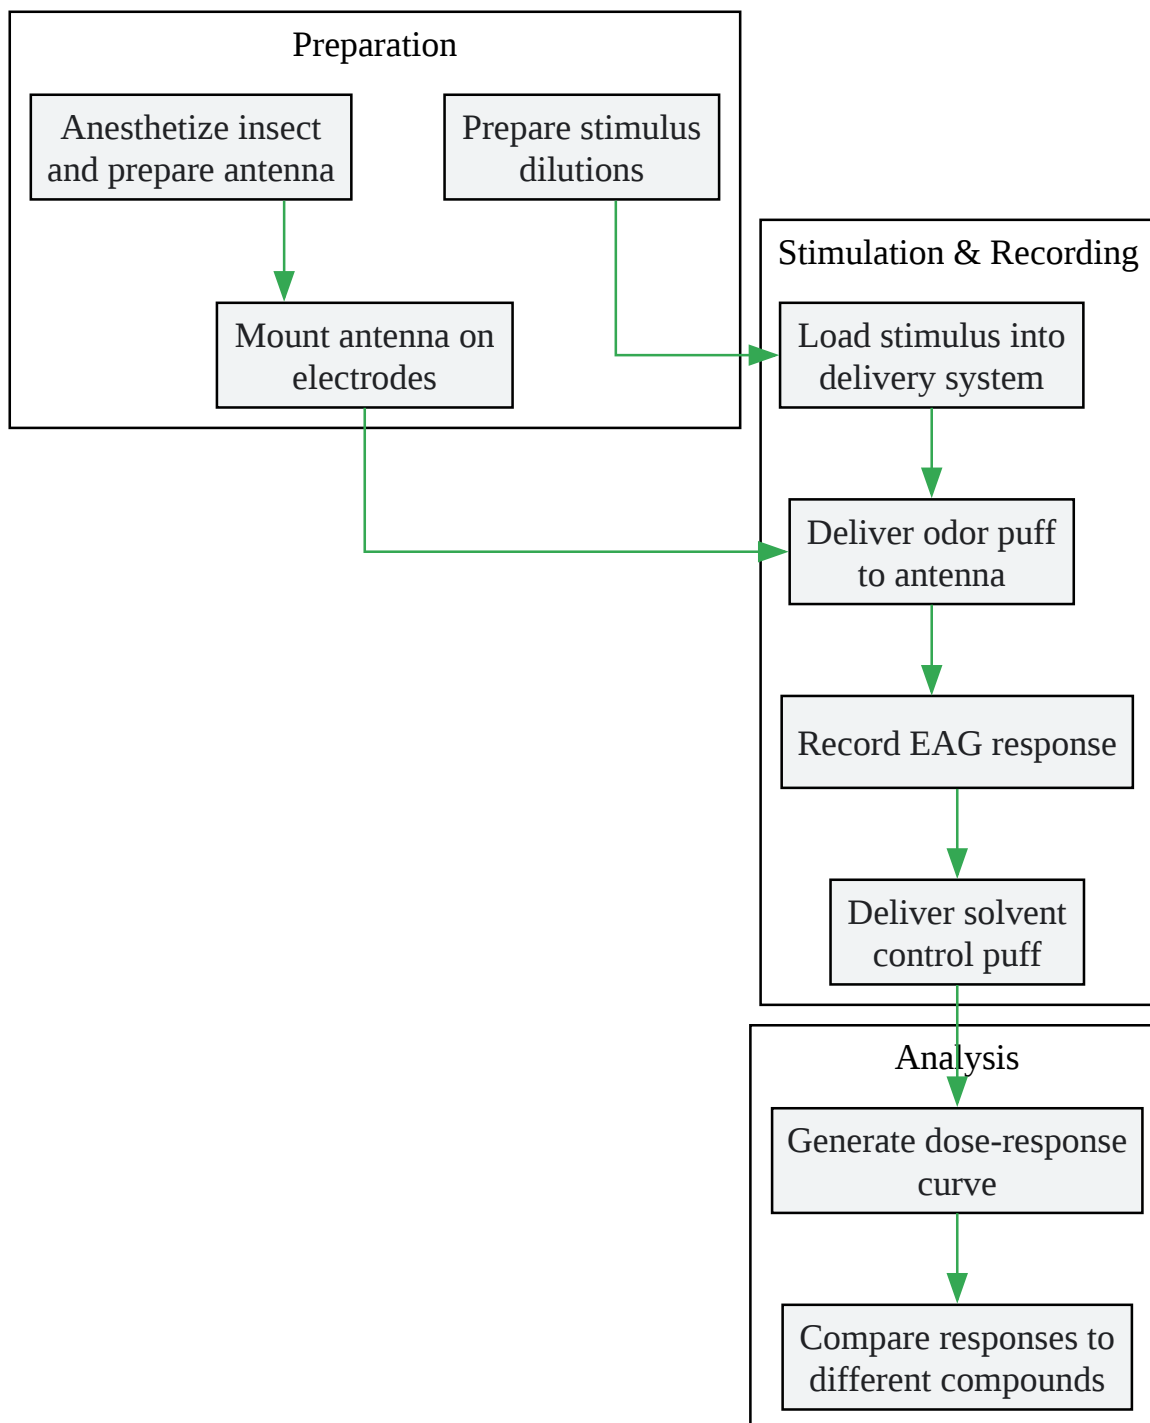 Preparation
Anesthetize insect
and prepare antenna
Prepare stimulus
dilutions
Mount antenna on
electrodes
Stimulation & Recording
Load stimulus into
delivery system
Deliver odor puff
to antenna
Record EAG response
Deliver solvent
control puff
Analysis
Generate dose-response
curve
Compare responses to
different compounds